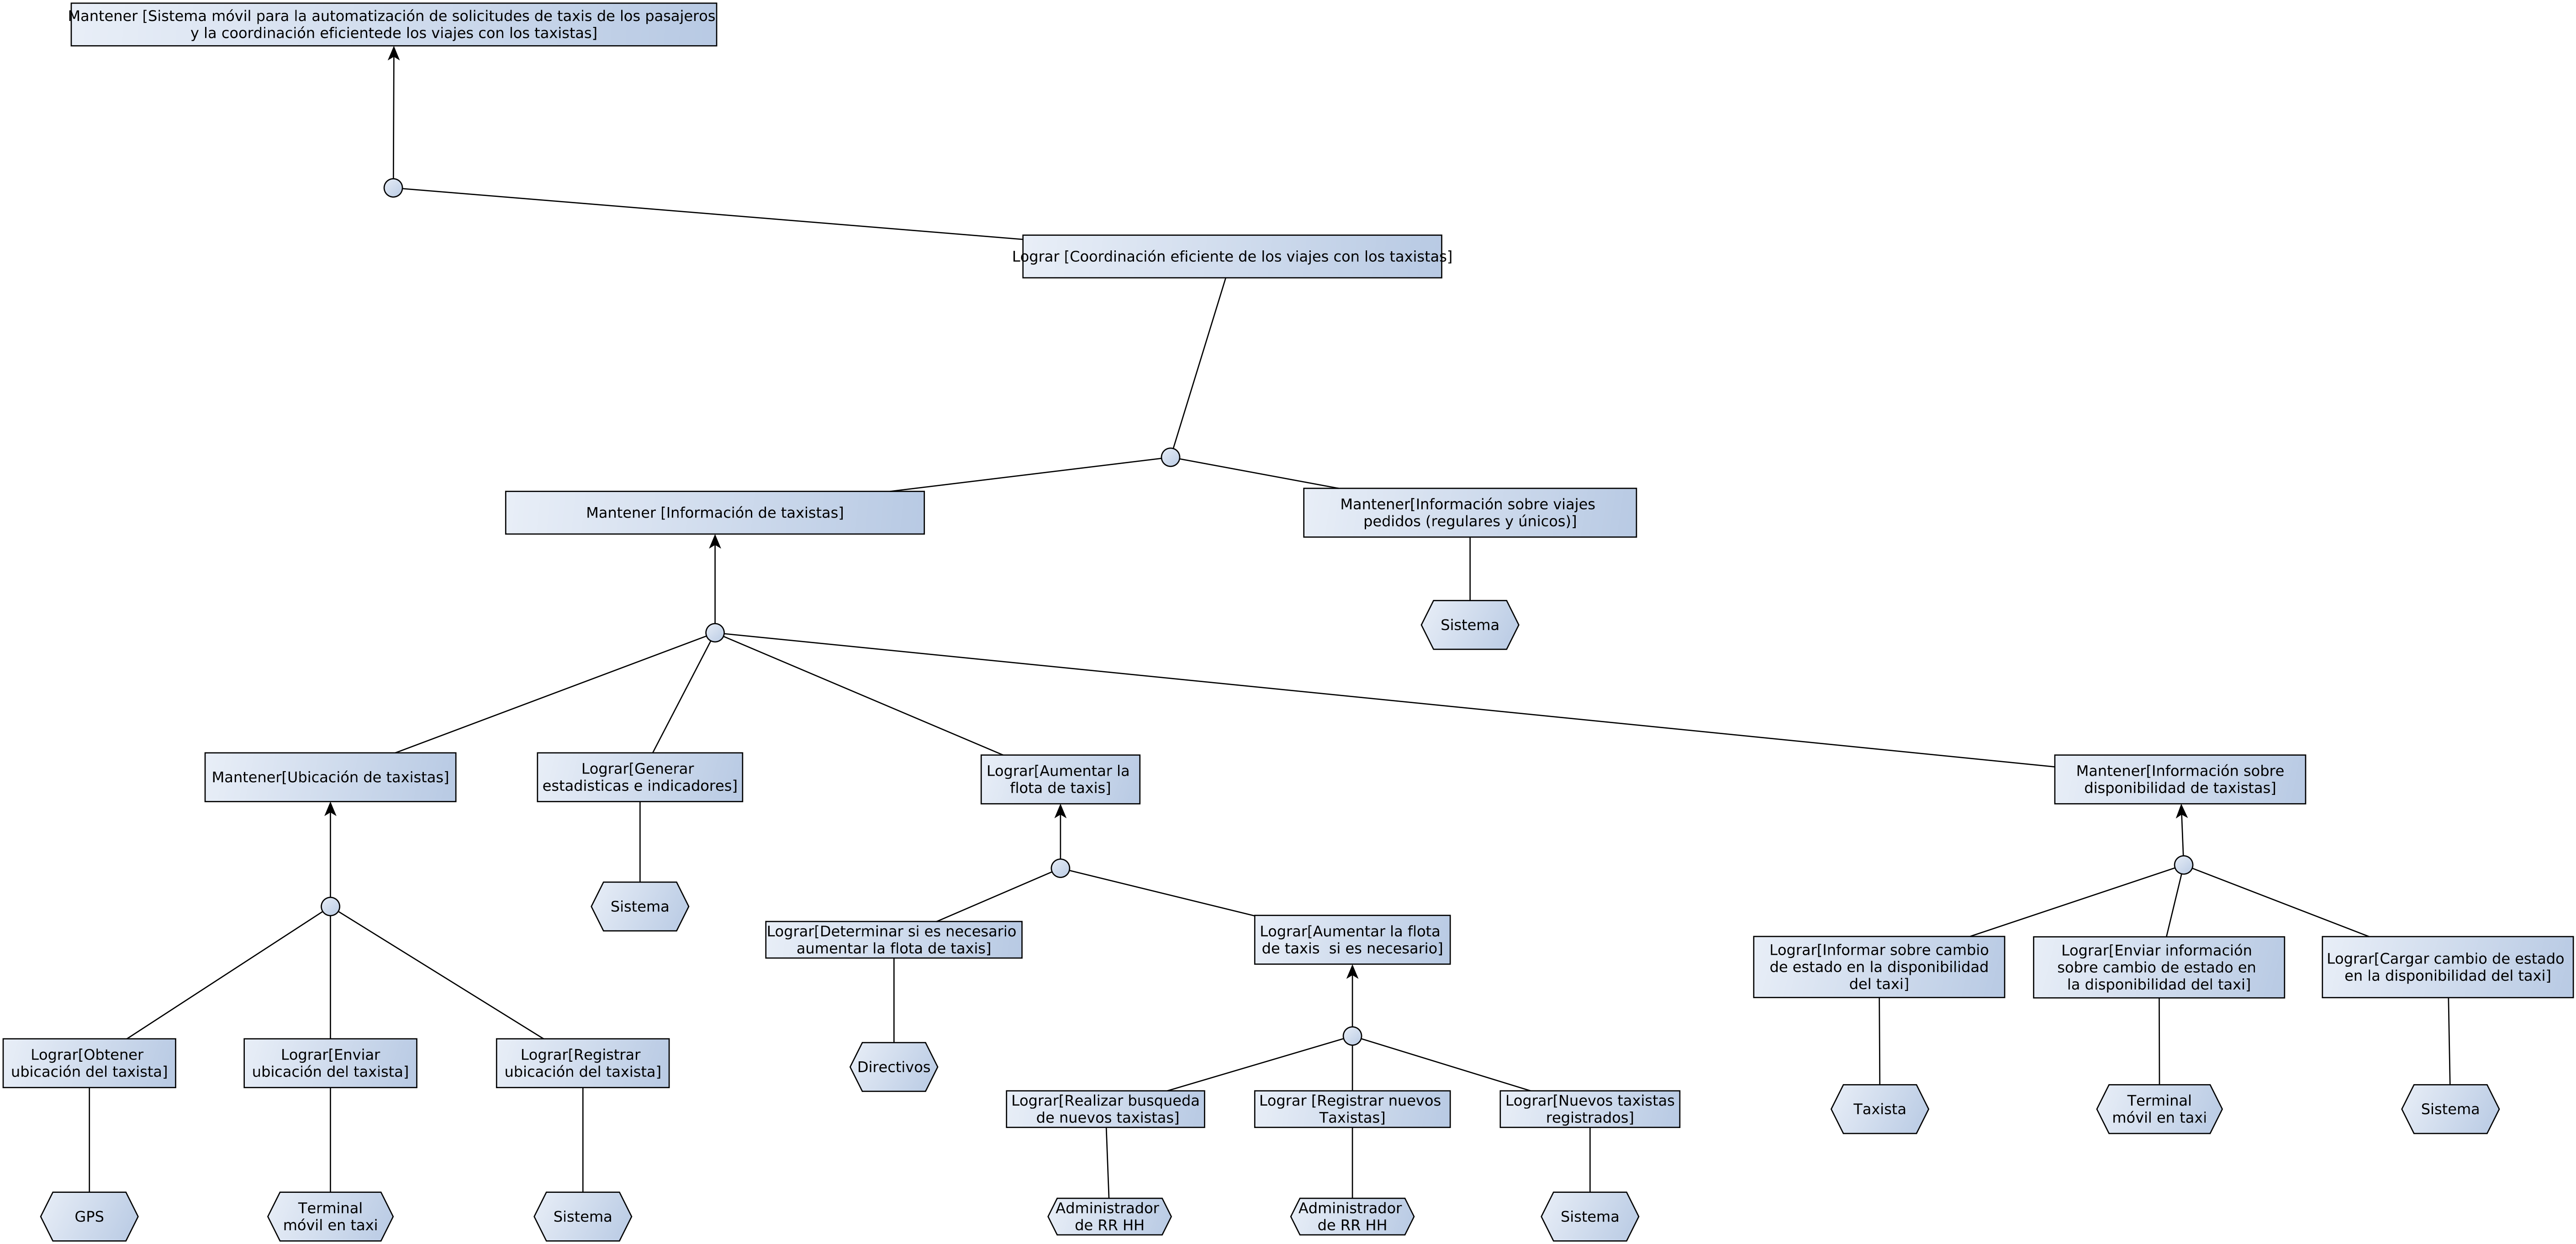 Mantener [Sistema móvil para la automatización de solicitudes de taxis de los pasajeros
y la coordinación eficientede los viajes con los taxistas]
Lograr [Coordinación eficiente de los viajes con los taxistas]
Mantener [Información de taxistas]
Mantener[Información sobre viajes
pedidos (regulares y únicos)]
Sistema
Mantener[Ubicación de taxistas]
Lograr[Generar
estadisticas e indicadores]
Lograr[Aumentar la
flota de taxis]
Mantener[Información sobre
disponibilidad de taxistas]
Sistema
Lograr[Determinar si es necesario
aumentar la flota de taxis]
Lograr[Aumentar la flota
de taxis  si es necesario]
Lograr[Informar sobre cambio
de estado en la disponibilidad
del taxi]
Lograr[Enviar información
sobre cambio de estado en
la disponibilidad del taxi]
Lograr[Cargar cambio de estado
en la disponibilidad del taxi]
Lograr[Obtener
ubicación del taxista]
Lograr[Enviar
ubicación del taxista]
Lograr[Registrar
ubicación del taxista]
Directivos
Lograr[Realizar busqueda
de nuevos taxistas]
Lograr [Registrar nuevos
Taxistas]
Lograr[Nuevos taxistas
registrados]
Taxista
Terminal
móvil en taxi
Sistema
GPS
Terminal
móvil en taxi
Sistema
Administrador
de RR HH
Administrador
de RR HH
Sistema